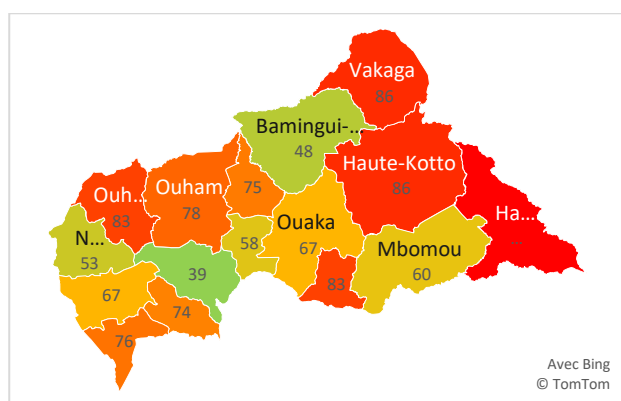 Vakaga
86
Bamingui-...
48
Haute-Kotto
86
Ouh...
83
Ouham
78
75
Ha...
...
Ouaka
67
N...
53
58
Mbomou
60
39
83
67
74
76
Avec Bing
© TomTom